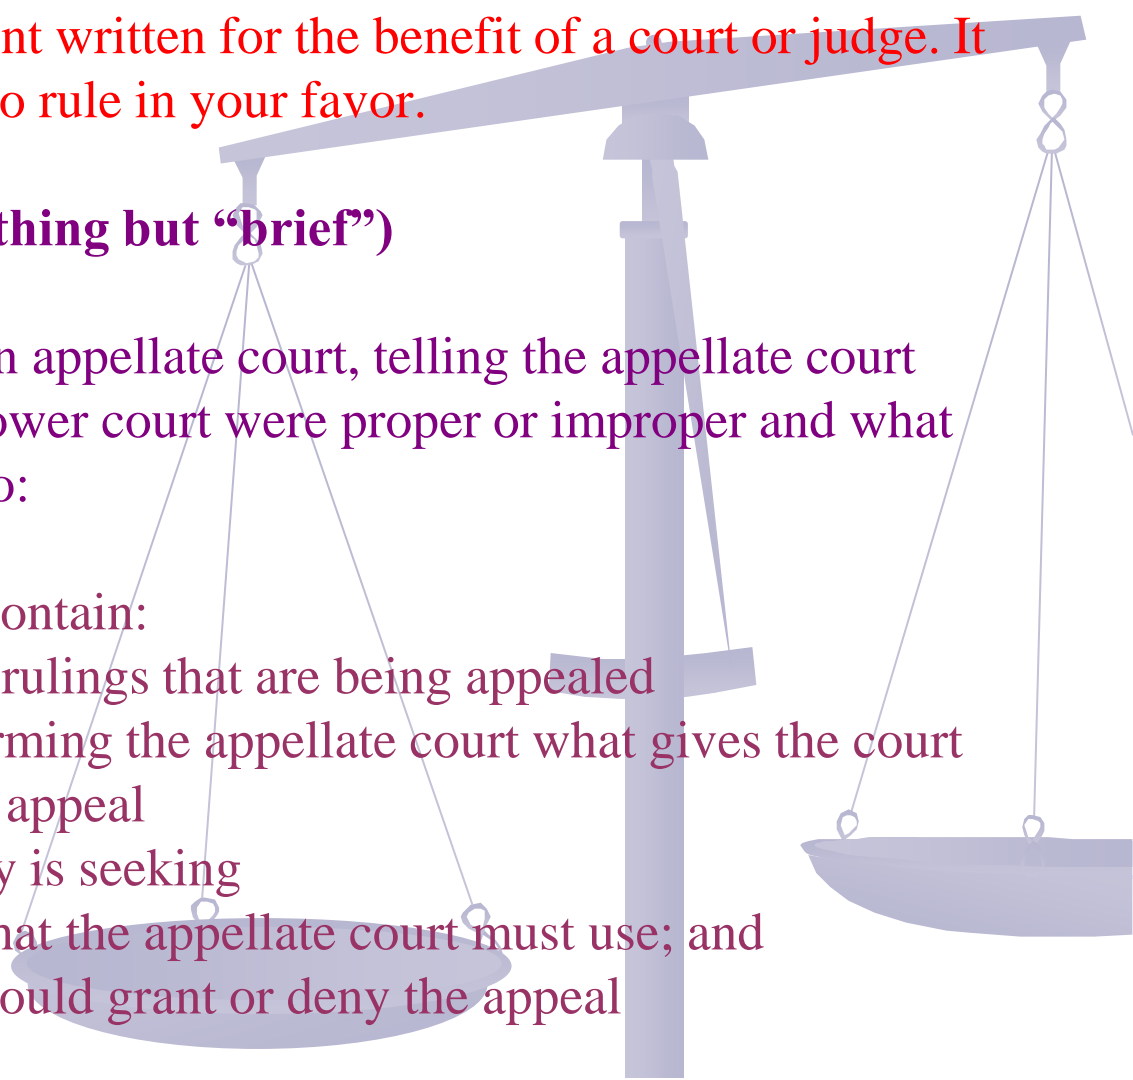 nt written for the benefit of a court or judge. It
o rule in your favor.
thing but “brief”)
n appellate court, telling the appellate court
ower court were proper or improper and what
o:
ontain:
rulings that are being appealed
rming the appellate court what gives the court
appeal
y is seeking
hat the appellate court must use; and
ould grant or deny the appeal